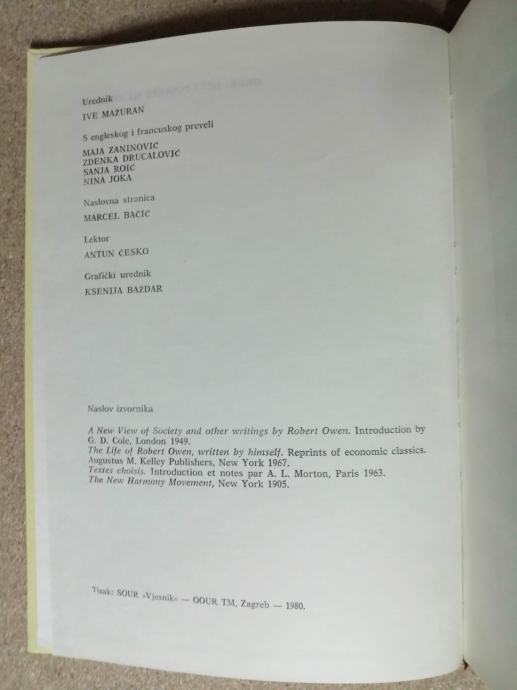 Urednik
IVE MAŽURAN
S engleskog i francuskog preveli
MAJA ZANINOVIĆ
ZDENKA DRUCALOVIĆ
SANJA ROIĆ
NINA JOKA
Naslovna stranica
MARCEL BAČIĆ
Lektor
ANTUN ČESKO
Grafički urednik
KSENIJA BAŽDAR
Naslov izvornika
A New View of Society and other writings by Robert Owen. Introduction by
G. D. Cole, London 1949.
The Life of Robert Owen, written by himself. Reprints of economic classics.
Augustus M. Kelley Publishers, New York 1967.
Textes choisis. Introduction et notes par A. L. Morton, Paris 1963.
The New Harmony Movement, New York 1905.
Tisak: SOUR »Vjesnik« — OOUR TM, Zagreb — 1980.